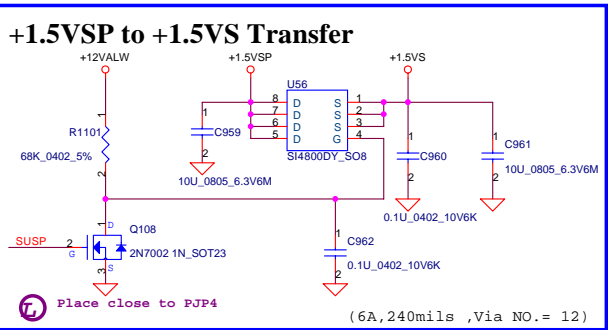 +1.5VSP to +1.5VS Transfer
+12VALW
+1.5VSP
+1.5VS
U56
8 D S 1
7 D S 2
6 D S 3
5 D G 4
SI4800DY_SO8
1
R1101
68K_0402_5%
2
1
C959
2
10U_0805_6.3V6M
1
C960
2
0.1U_0402_10V6K
1
C961
2
10U_0805_6.3V6M
SUSP
1 D
2 G
3 S
Q108
2N7002 1N_SOT23
1
C962
2
0.1U_0402_10V6K
L Place close to PJP4
(6A,240mils ,Via NO.= 12)